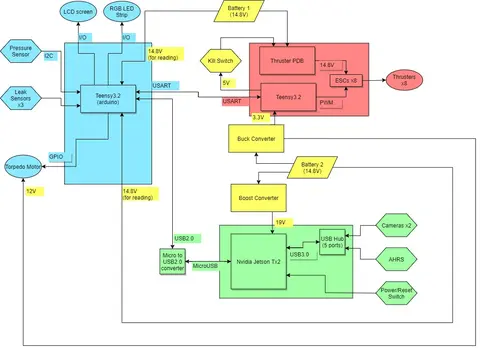 LCD screen
RGB LED
Strip
Battery 1
(14.8V)
Pressure
Sensor
I2C
I/O
I/O
14.8V
(for reading)
Kill Switch
Thruster PDB
14.8V
ESCs x8
Thrusters
x8
Leak
Sensors
x3
Teensy3.2
(arduino)
USART
5V
USART
Teensy3.2
PWM
3.3V
Buck Converter
GPIO
Torpedo Motor
12V
14.8V
(for reading)
Battery 2
(14.8V)
Boost Converter
19V
USB2.0
Micro to
USB2.0
converter
MicroUSB
Nvidia Jetson Tx2
USB3.0
USB Hub
(5 ports)
Cameras x2
AHRS
Power/Reset
Switch